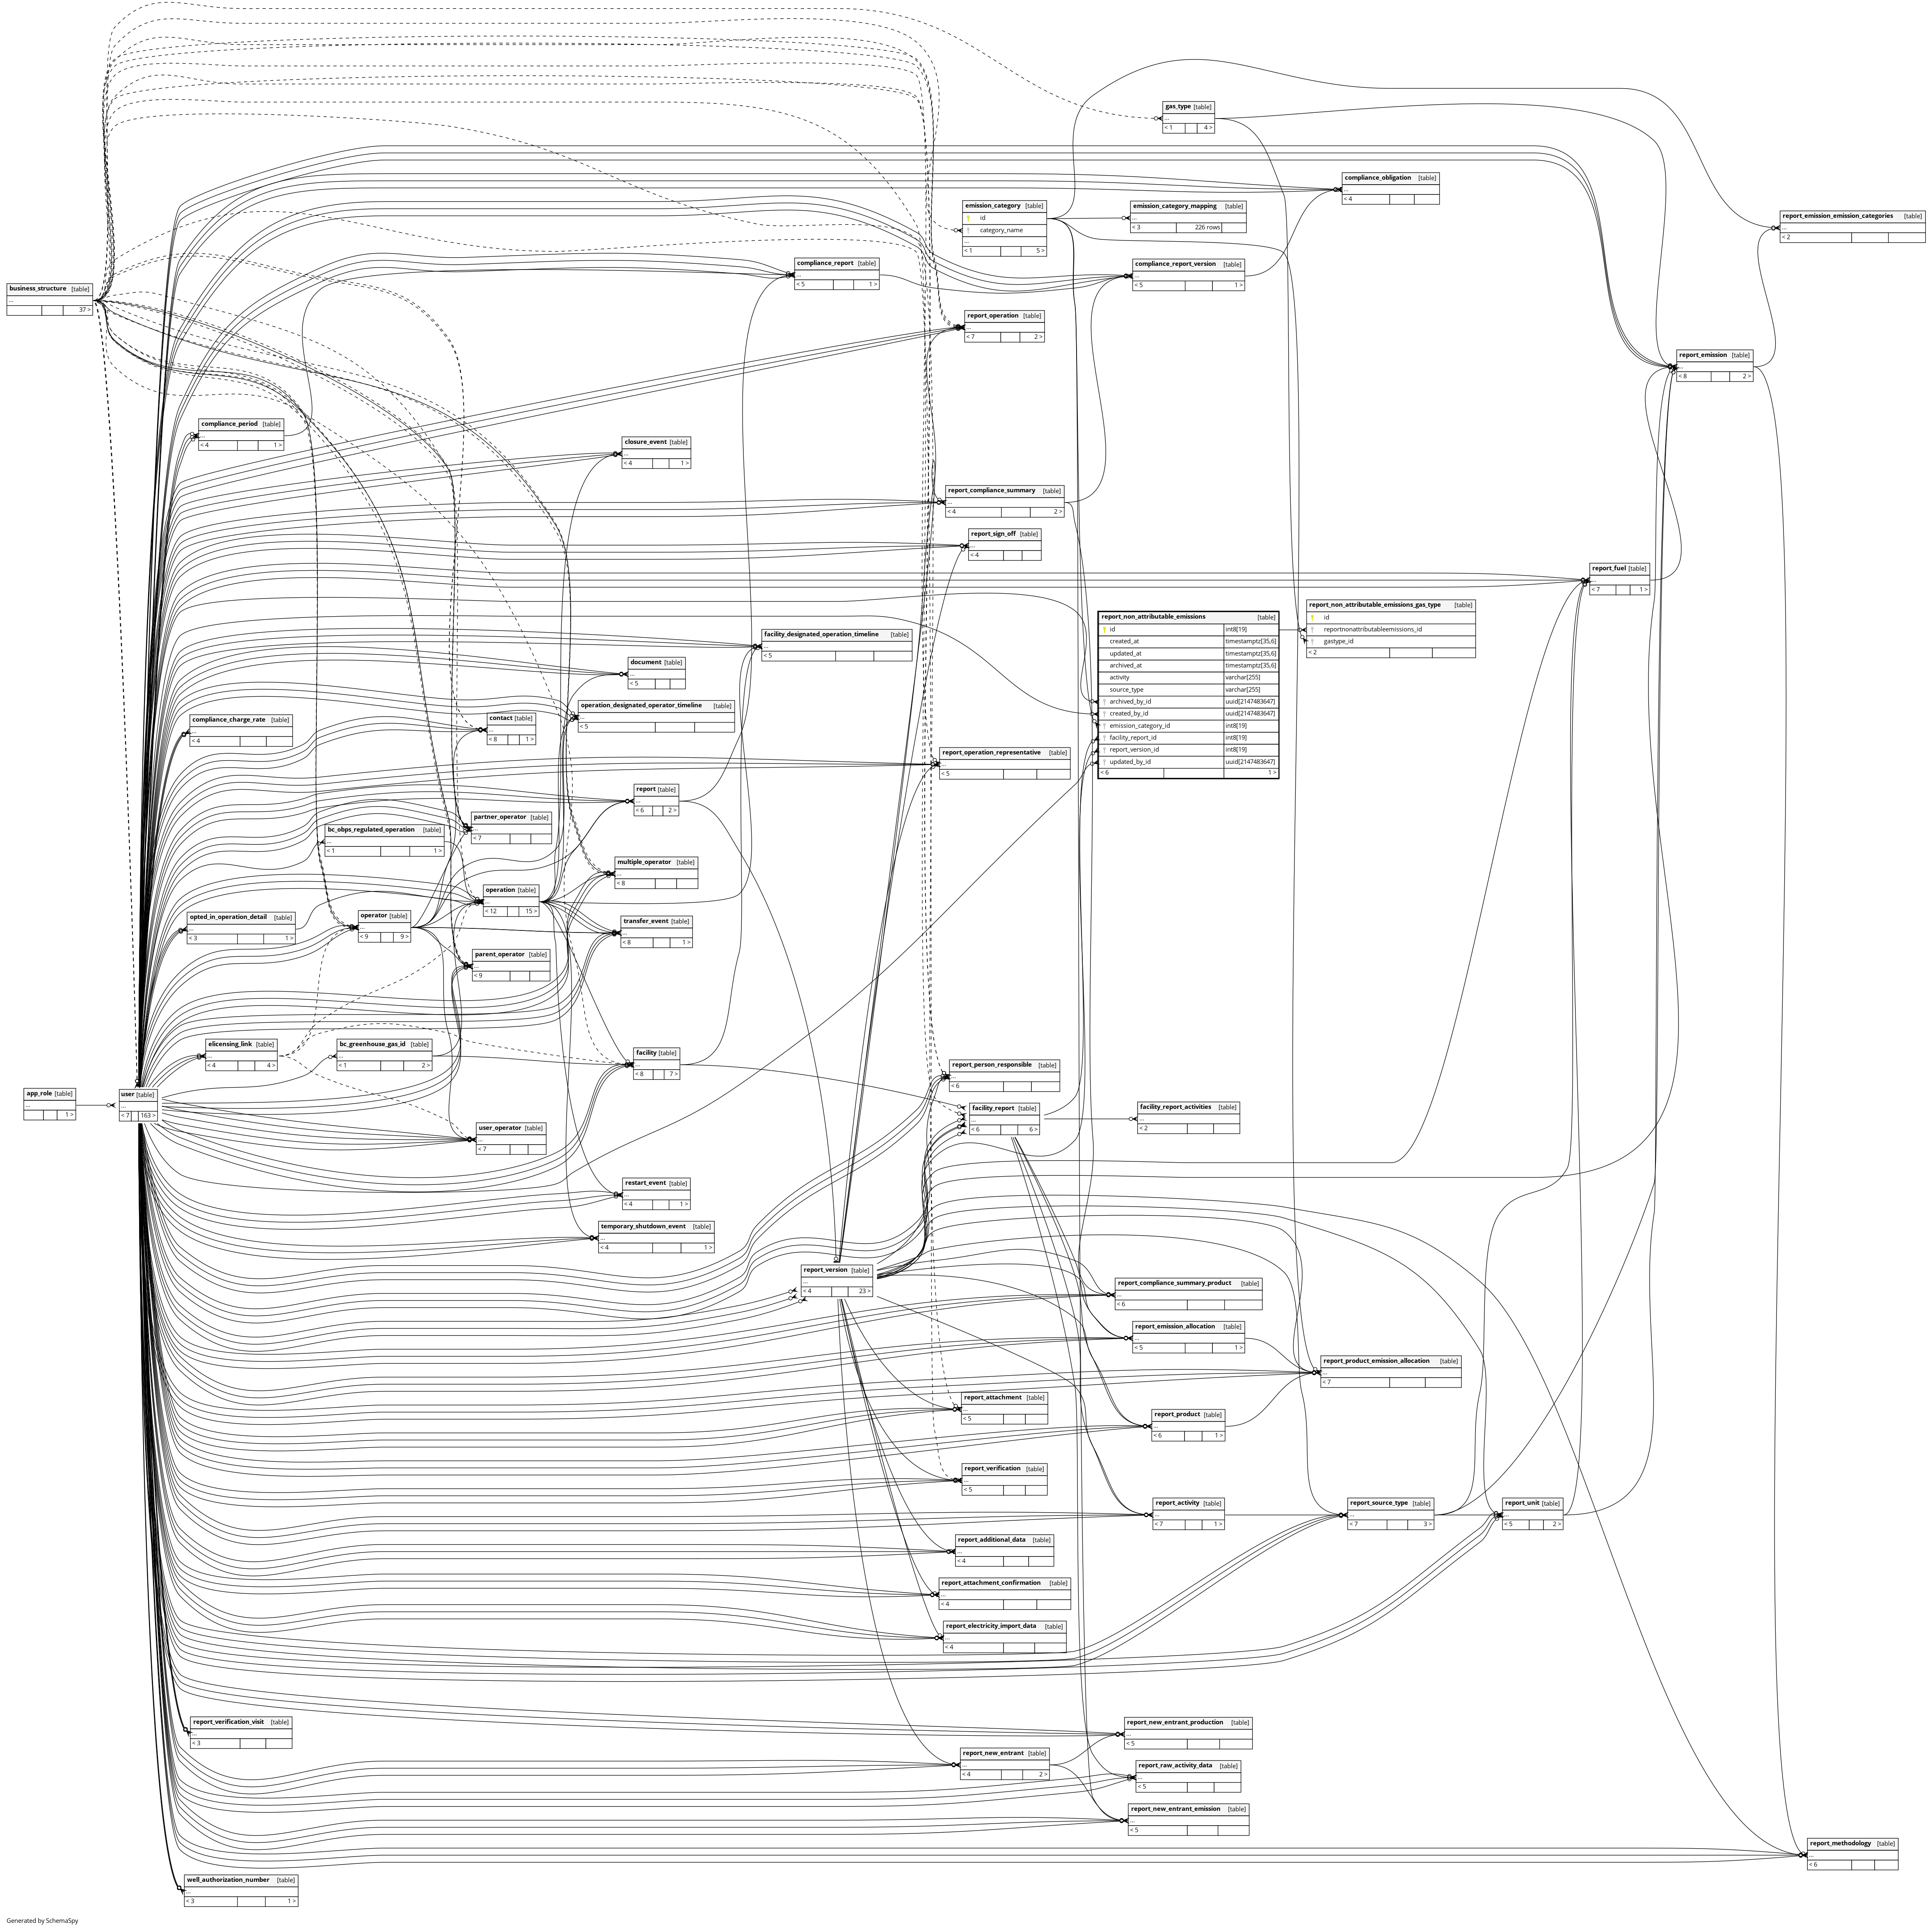 gas_type [table]
...
< 1 4 >
compliance_obligation [table]
...
< 4
emission_category [table]
id
category_name
...
< 1 5 >
emission_category_mapping [table]
...
< 3 226 rows
report_emission_emission_categories [table]
...
< 2
compliance_report [table]
...
< 5 1 >
compliance_report_version [table]
...
< 5 1 >
business_structure [table]
...
37 >
report_operation [table]
...
< 7 2 >
report_emission [table]
...
< 8 2 >
compliance_period [table]
...
< 4 1 >
closure_event [table]
...
< 4 1 >
report_compliance_summary [table]
...
< 4 2 >
report_sign_off [table]
...
< 4
report_fuel [table]
...
< 7 1 >
report_non_attributable_emissions [table]
id int8[19]
created_at timestamptz[35,6]
updated_at timestamptz[35,6]
archived_at timestamptz[35,6]
activity varchar[255]
source_type varchar[255]
archived_by_id uuid[2147483647]
created_by_id uuid[2147483647]
emission_category_id int8[19]
facility_report_id int8[19]
report_version_id int8[19]
updated_by_id uuid[2147483647]
< 6 1 >
report_non_attributable_emissions_gas_type [table]
id
reportnonattributableemissions_id
gastype_id
< 2
facility_designated_operation_timeline [table]
...
< 5
document [table]
...
< 5
operation_designated_operator_timeline [table]
...
< 5
compliance_charge_rate [table]
...
< 4
contact [table]
...
< 8 1 >
report_operation_representative [table]
...
< 5
report [table]
...
< 6 2 >
partner_operator [table]
...
< 7
bc_obps_regulated_operation [table]
...
< 1 1 >
multiple_operator [table]
...
< 8
operation [table]
...
< 12 15 >
opted_in_operation_detail [table]
...
< 3 1 >
operator [table]
...
< 9 9 >
transfer_event [table]
...
< 8 1 >
parent_operator [table]
...
< 9
elicensing_link [table]
...
< 4 4 >
bc_greenhouse_gas_id [table]
...
< 1 2 >
facility [table]
...
< 8 7 >
report_person_responsible [table]
...
< 6
app_role [table]
...
1 >
user [table]
...
< 7 163 >
facility_report [table]
...
< 6 6 >
facility_report_activities [table]
...
< 2
user_operator [table]
...
< 7
restart_event [table]
...
< 4 1 >
temporary_shutdown_event [table]
...
< 4 1 >
report_version [table]
...
< 4 23 >
report_compliance_summary_product [table]
...
< 6
report_emission_allocation [table]
...
< 5 1 >
report_product_emission_allocation [table]
...
< 7
report_attachment [table]
...
< 5
report_product [table]
...
< 6 1 >
report_verification [table]
...
< 5
report_activity [table]
...
< 7 1 >
report_source_type [table]
...
< 7 3 >
report_unit [table]
...
< 5 2 >
report_additional_data [table]
...
< 4
report_attachment_confirmation [table]
...
< 4
report_electricity_import_data [table]
...
< 4
report_verification_visit [table]
...
< 3
report_new_entrant_production [table]
...
< 5
report_new_entrant [table]
...
< 4 2 >
report_raw_activity_data [table]
...
< 5
report_new_entrant_emission [table]
...
< 5
report_methodology [table]
...
< 6
well_authorization_number [table]
...
< 3 1 >
Generated by SchemaSpy